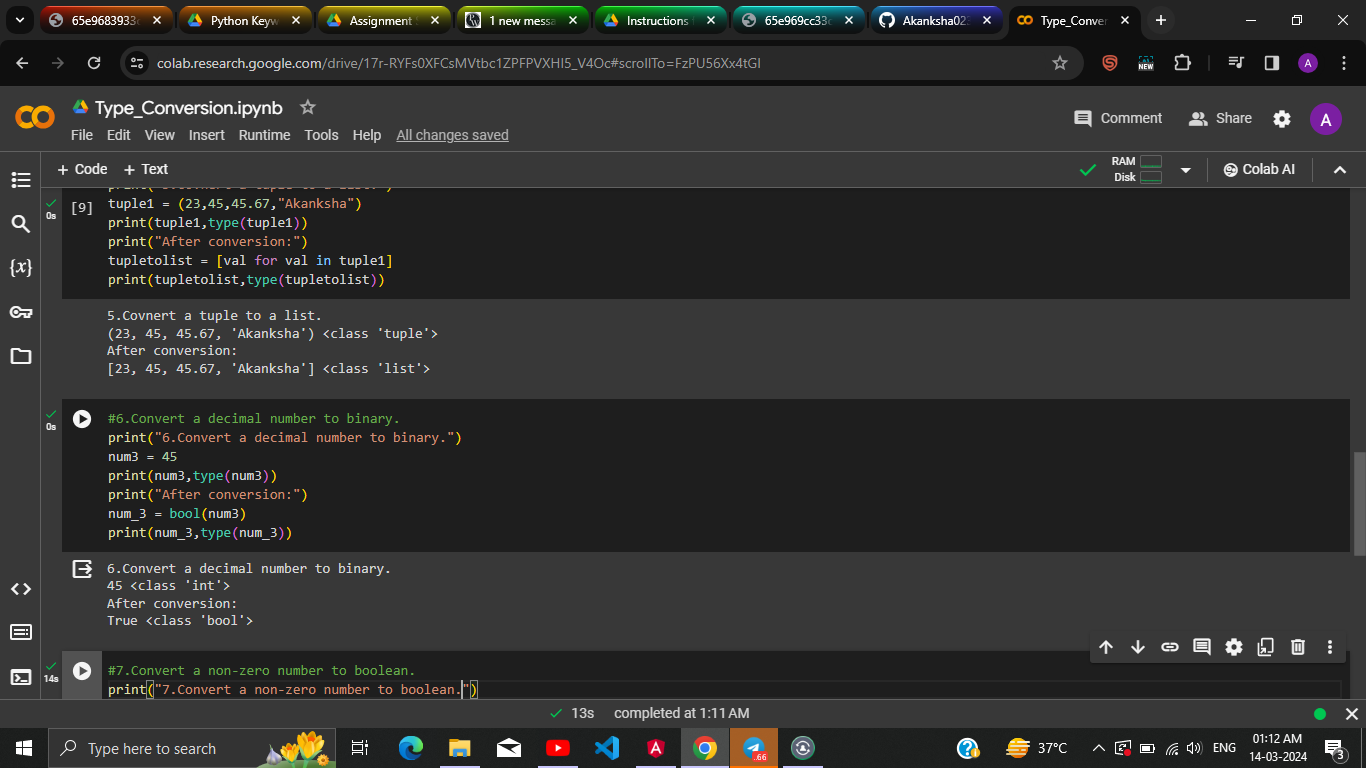 65e9683933
Python Keyw
Assignment
1 new messa
Instructions
65e969cc33
Akanksha02
Type_Conver
colab.research.google.com/drive/17r-RYFs0XFCsMVtbc1ZPFPVXHI5_V4Oc#scrollTo=FzPU56Xx4tGI
NEW
A
Type_Conversion.ipynb
File Edit View Insert Runtime Tools Help All changes saved
Comment Share A
+ Code + Text
RAM
Disk
Colab AI
[9]
0s
tuple1 = (23,45,45.67,"Akanksha")
print(tuple1,type(tuple1))
print("After conversion:")
tupletolist = [val for val in tuple1]
print(tupletolist,type(tupletolist))
5.Covnert a tuple to a list.
(23, 45, 45.67, 'Akanksha') <class 'tuple'>
After conversion:
[23, 45, 45.67, 'Akanksha'] <class 'list'>
0s
#6.Convert a decimal number to binary.
print("6.Convert a decimal number to binary.")
num3 = 45
print(num3,type(num3))
print("After conversion:")
num_3 = bool(num3)
print(num_3,type(num_3))
6.Convert a decimal number to binary.
45 <class 'int'>
After conversion:
True <class 'bool'>
14s
#7.Convert a non-zero number to boolean.
print("7.Convert a non-zero number to boolean.")
13s completed at 1:11 AM
Type here to search
.66
37°C
ENG
01:12 AM
14-03-2024
3